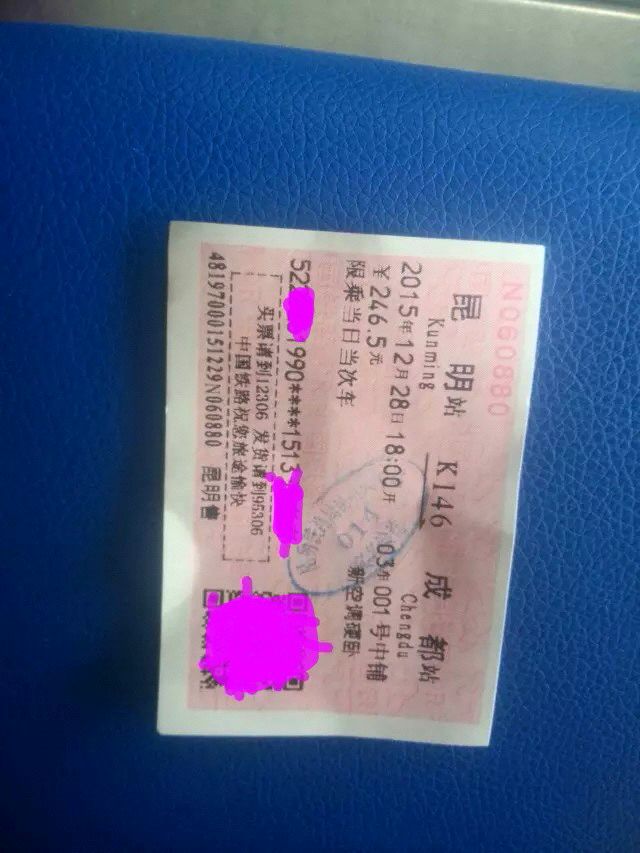 N060880
昆明站 K146 成都站
Kunming Chengdu
2015年12月28日18:00开 03车001号中铺
¥246.5元 新空调硬卧
限乘当日当次车
522 1990****1513
买票请到12306 发货请到95306
中国铁路祝您旅途愉快
48197000151229N060880 昆明售
014